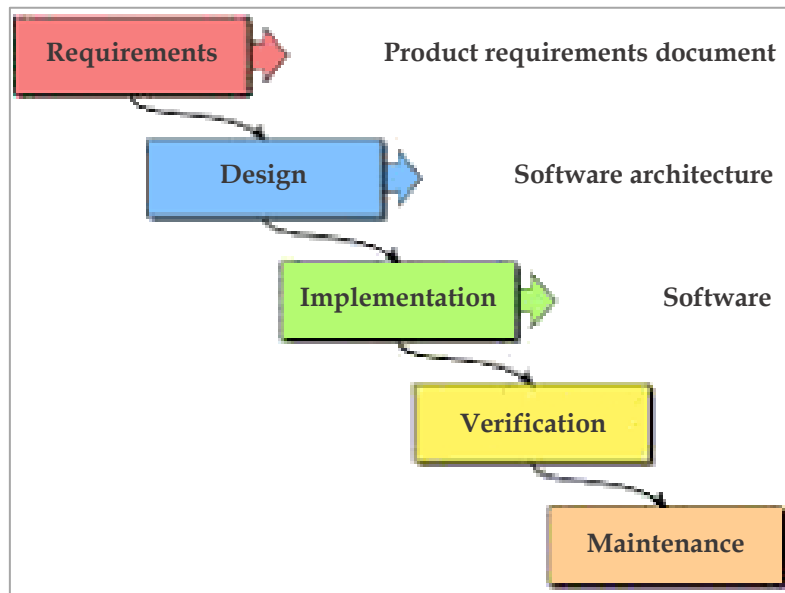 Requirements
Product requirements document
Design
Software architecture
Implementation
Software
Verification
Maintenance